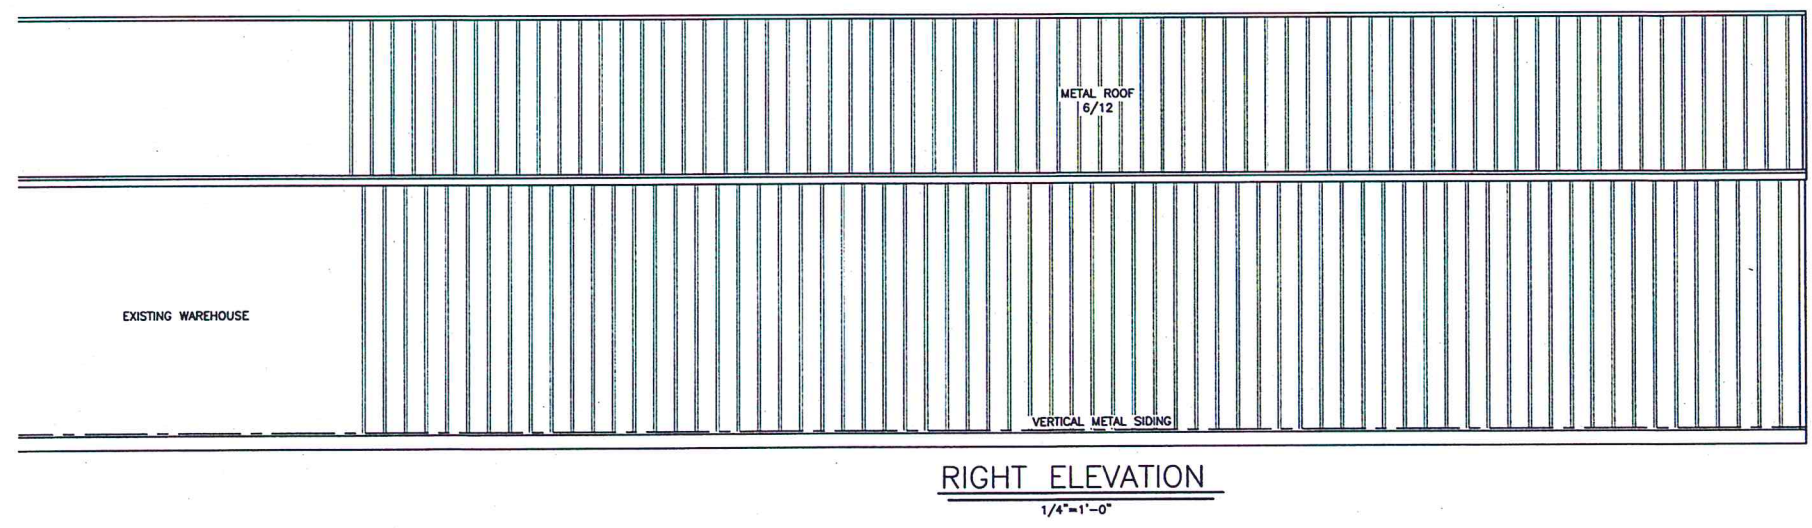 METAL ROOF
6/12
EXISTING WAREHOUSE
VERTICAL METAL SIDING
RIGHT ELEVATION
1/4"=1'-0"